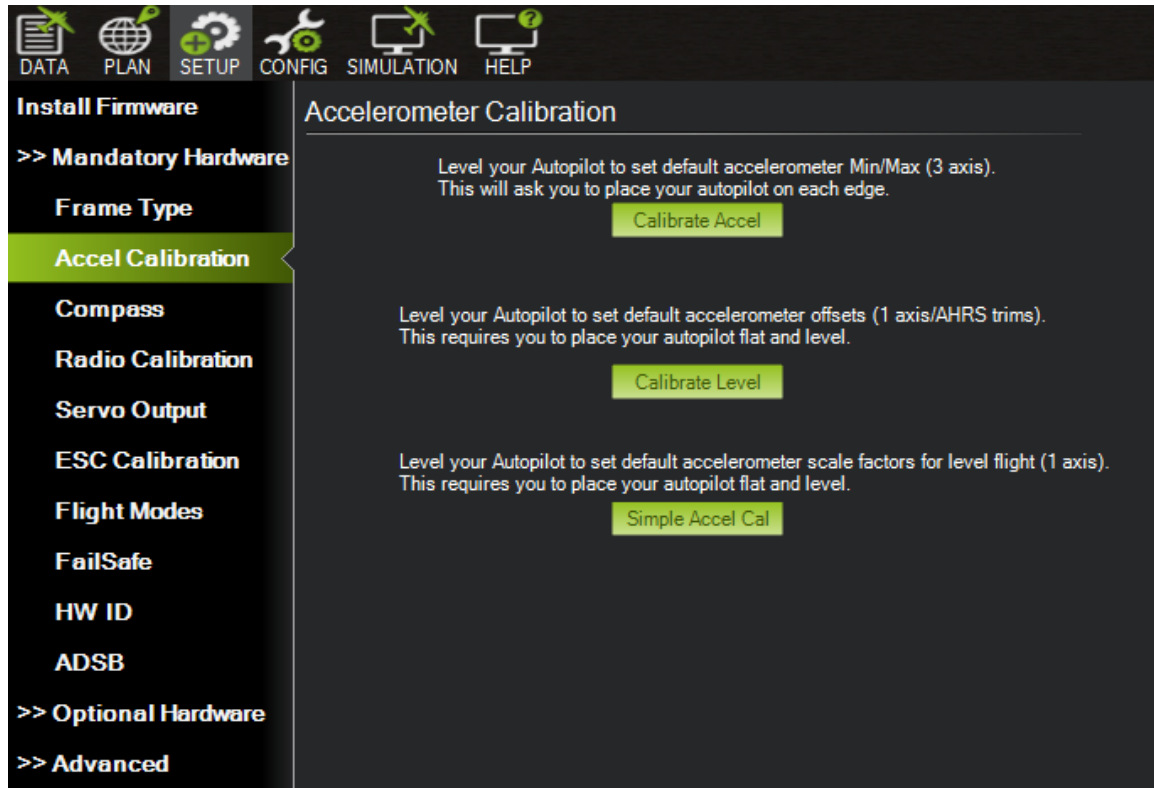 DATA PLAN SETUP CONFIG SIMULATION HELP
Install Firmware
>> Mandatory Hardware
Frame Type
Accel Calibration
Compass
Radio Calibration
Servo Output
ESC Calibration
Flight Modes
FailSafe
HW ID
ADSB
>> Optional Hardware
>> Advanced
Accelerometer Calibration
Level your Autopilot to set default accelerometer Min/Max (3 axis).
This will ask you to place your autopilot on each edge.
Calibrate Accel
Level your Autopilot to set default accelerometer offsets (1 axis/AHRS trims).
This requires you to place your autopilot flat and level.
Calibrate Level
Level your Autopilot to set default accelerometer scale factors for level flight (1 axis).
This requires you to place your autopilot flat and level.
Simple Accel Cal